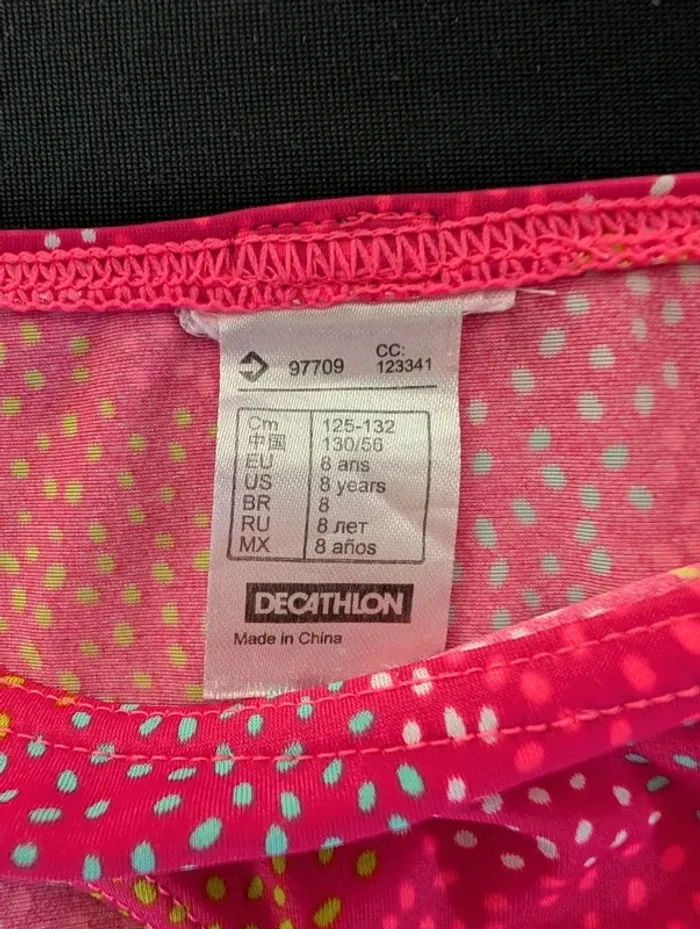 97709 CC: 123341
Cm 125-132
中国 130/56
EU 8 ans
US 8 years
BR 8
RU 8 лет
MX 8 años
DECATHLON
Made in China